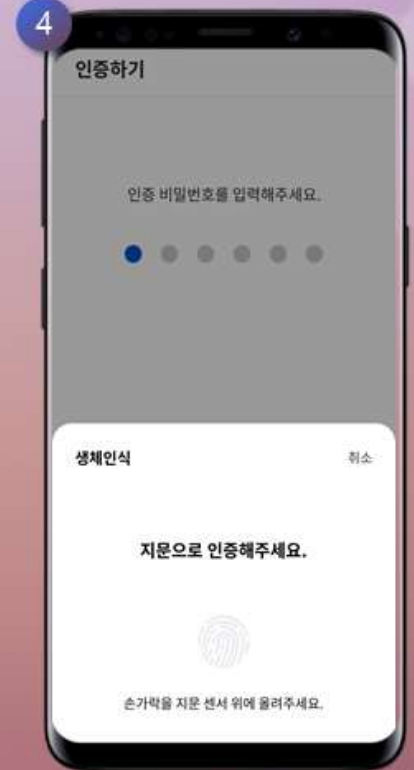 4
인증하기
인증 비밀번호를 입력해주세요.
생체인식
취소
지문으로 인증해주세요.
손가락을 지문 센서 위에 올려주세요.